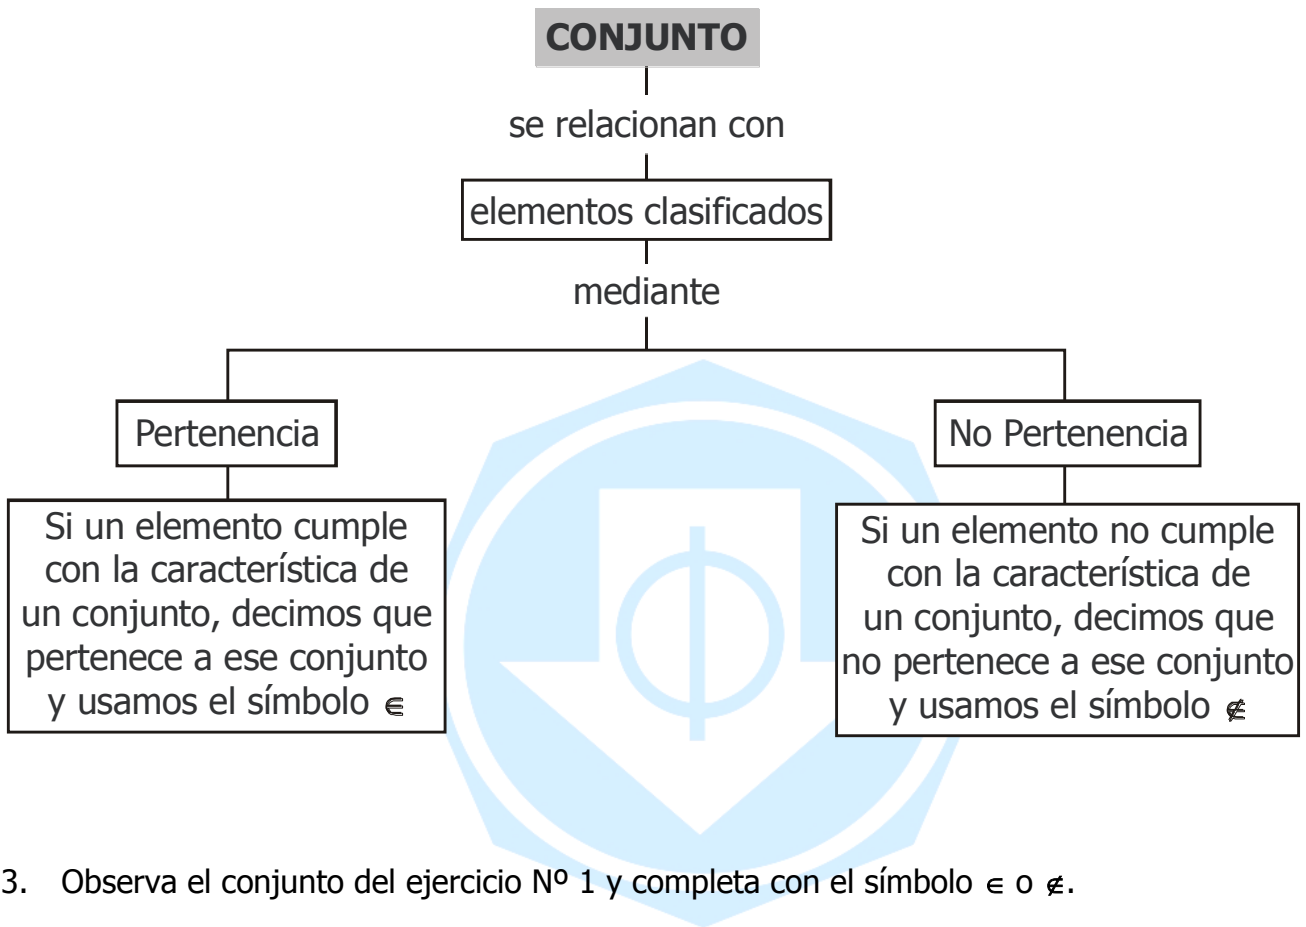 CONJUNTO
se relacionan con
elementos clasificados
mediante
Pertenencia
No Pertenencia
Si un elemento cumple
con la característica de
un conjunto, decimos que
pertenece a ese conjunto
y usamos el símbolo ∈
Si un elemento no cumple
con la característica de
un conjunto, decimos que
no pertenece a ese conjunto
y usamos el símbolo ∉
3. Observa el conjunto del ejercicio Nº 1 y completa con el símbolo ∈ o ∉.